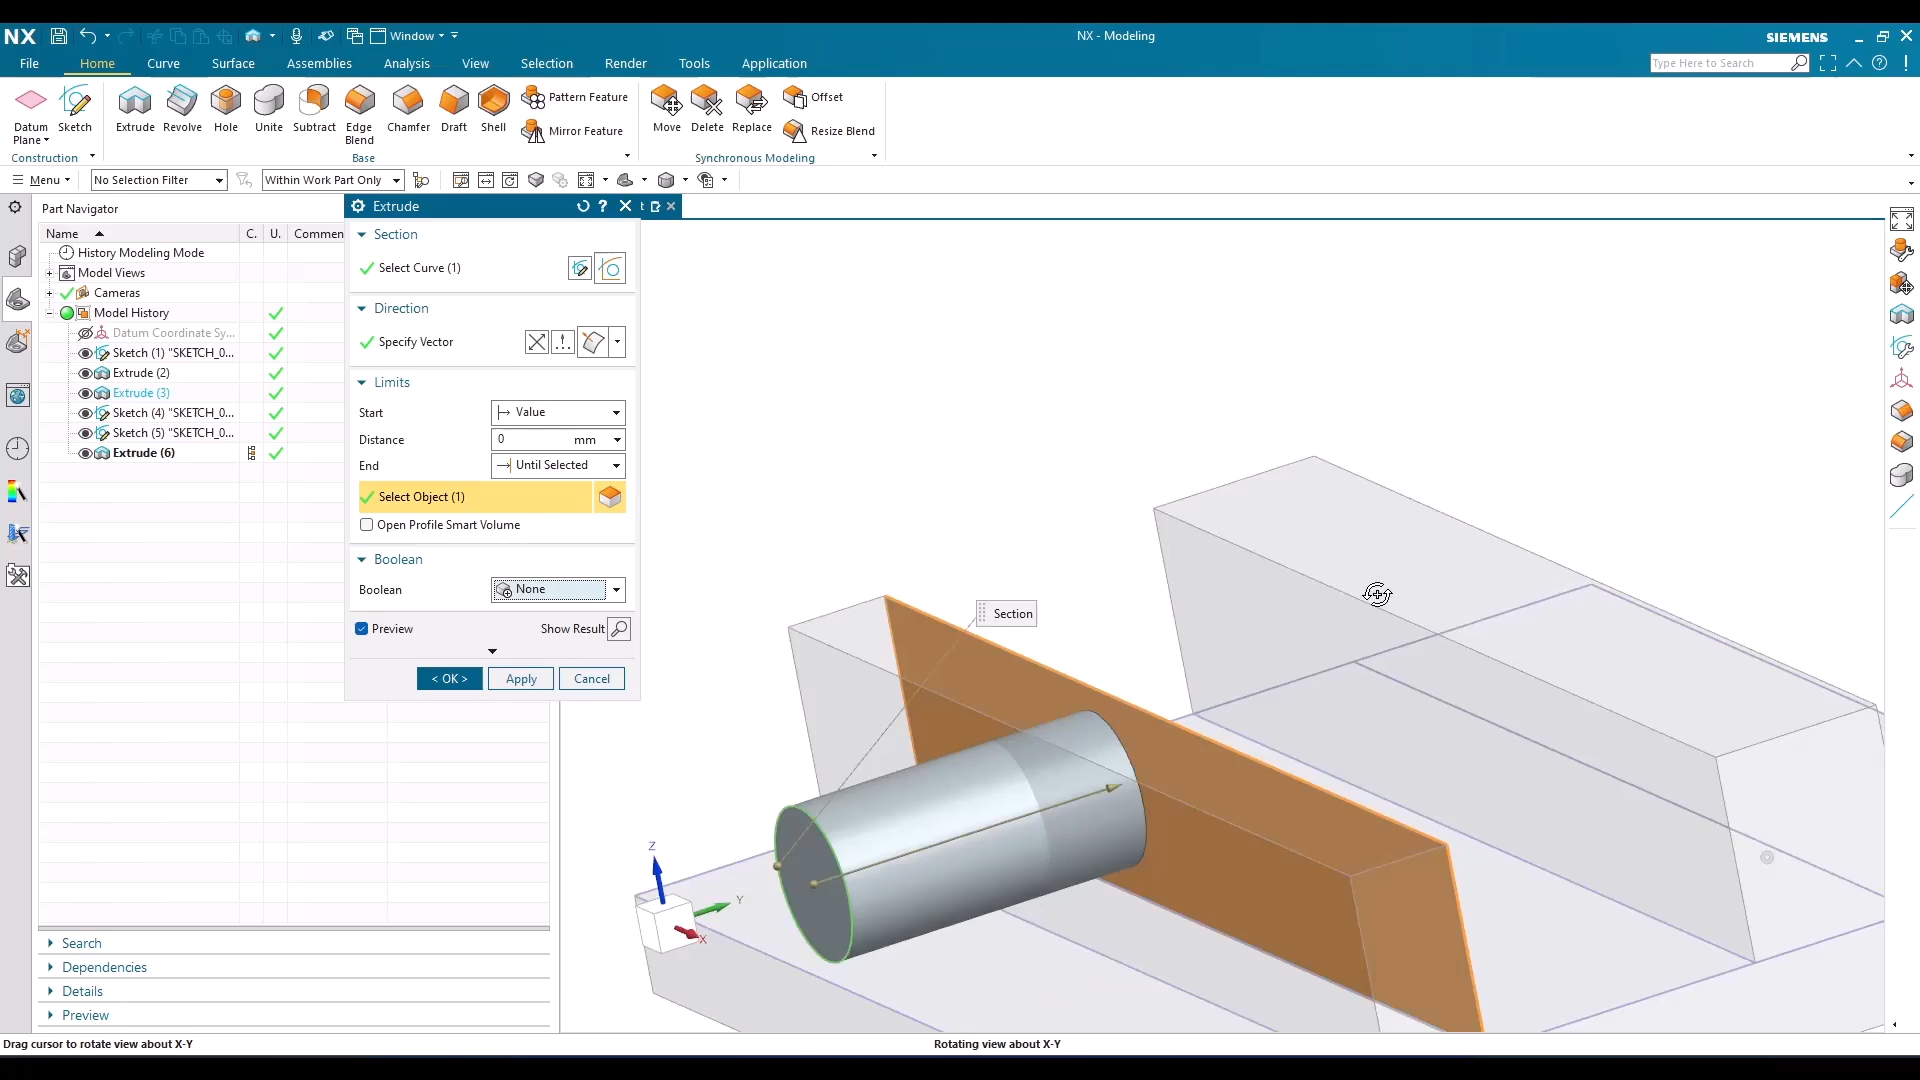 NX
Window
NX - Modeling
SIEMENS
File
Home
Curve
Surface
Assemblies
Analysis
View
Selection
Render
Tools
Application
Type Here to Search
Datum
Plane
Sketch
Extrude
Revolve
Hole
Unite
Subtract
Edge
Blend
Chamfer
Draft
Shell
Pattern Feature
Mirror Feature
Move
Delete
Replace
Offset
Resize Blend
Construction
Base
Synchronous Modeling
Menu
No Selection Filter
Within Work Part Only
Part Navigator
Name
C.
U.
Commen
History Modeling Mode
Model Views
Cameras
Model History
Datum Coordinate Sy...
Sketch (1) "SKETCH_0...
Extrude (2)
Extrude (3)
Sketch (4) "SKETCH_0...
Sketch (5) "SKETCH_0...
Extrude (6)
Search
Dependencies
Details
Preview
Extrude
t
Section
Select Curve (1)
Direction
Specify Vector
Limits
Start
Value
Distance
0
mm
End
Until Selected
Select Object (1)
Open Profile Smart Volume
Boolean
Boolean
None
Preview
Show Result
< OK >
Apply
Cancel
Section
Z
Y
X
Drag cursor to rotate view about X-Y
Rotating view about X-Y